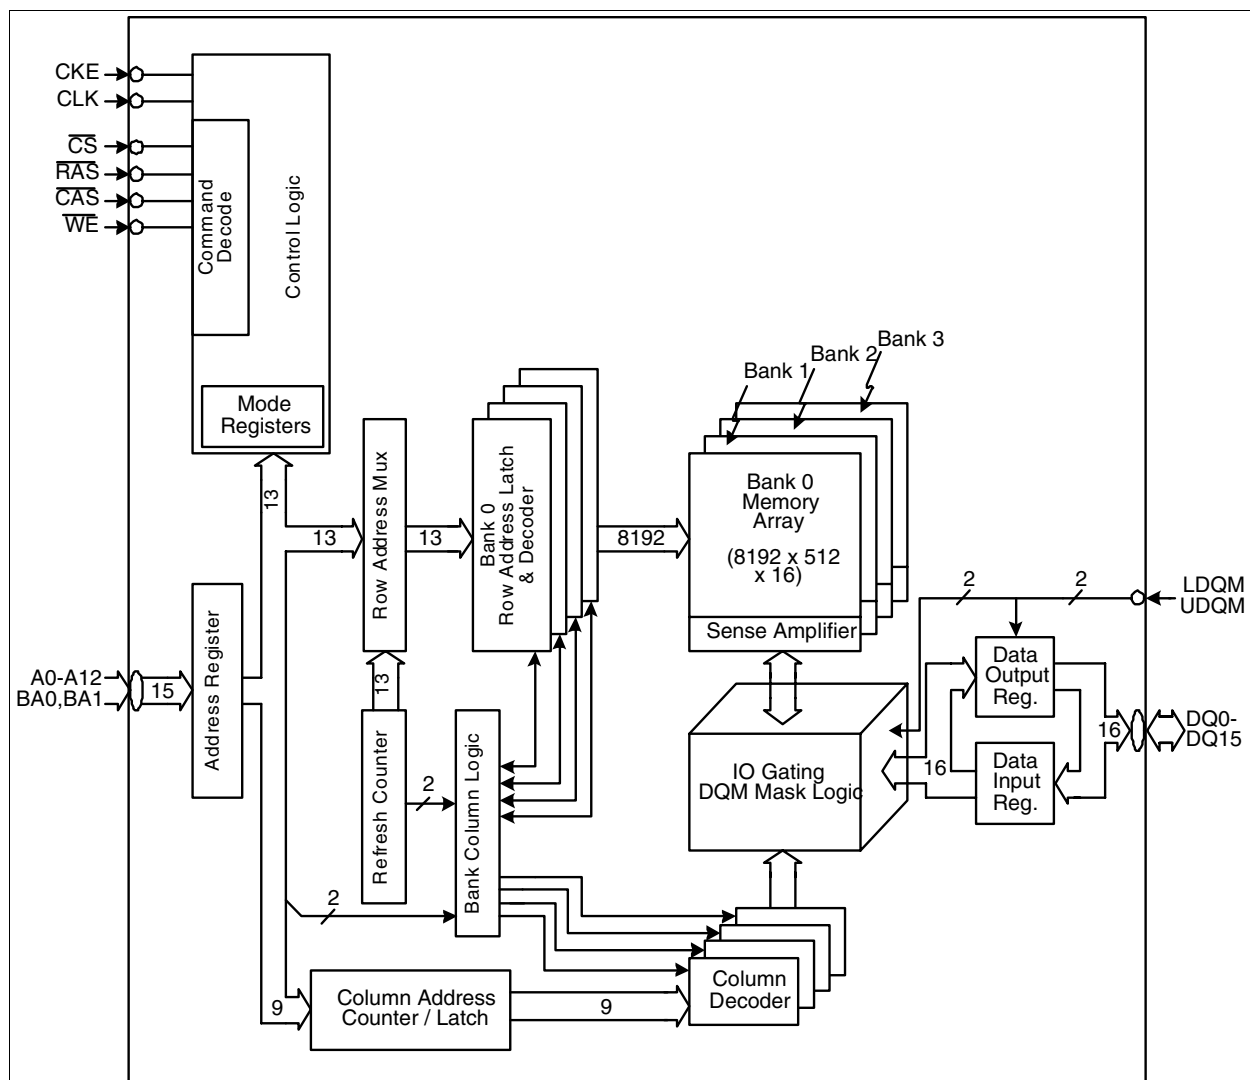 CKE
CLK
CS
RAS
CAS
WE
Command
Decode
Control Logic
Mode
Registers
13
13
Row Address Mux
13
Bank 0
Row Address Latch
& Decoder
8192
Bank 1
Bank 2
Bank 3
Bank 0
Memory
Array
(8192 x 512
x 16)
Sense Amplifier
2
2
LDQM
UDQM
A0-A12
BA0,BA1
15
Address Register
13
Refresh Counter
2
Bank Column Logic
2
IO Gating
DQM Mask Logic
16
Data
Output
Reg.
Data
Input
Reg.
16
DQ0-
DQ15
9
Column Address
Counter / Latch
9
Column
Decoder